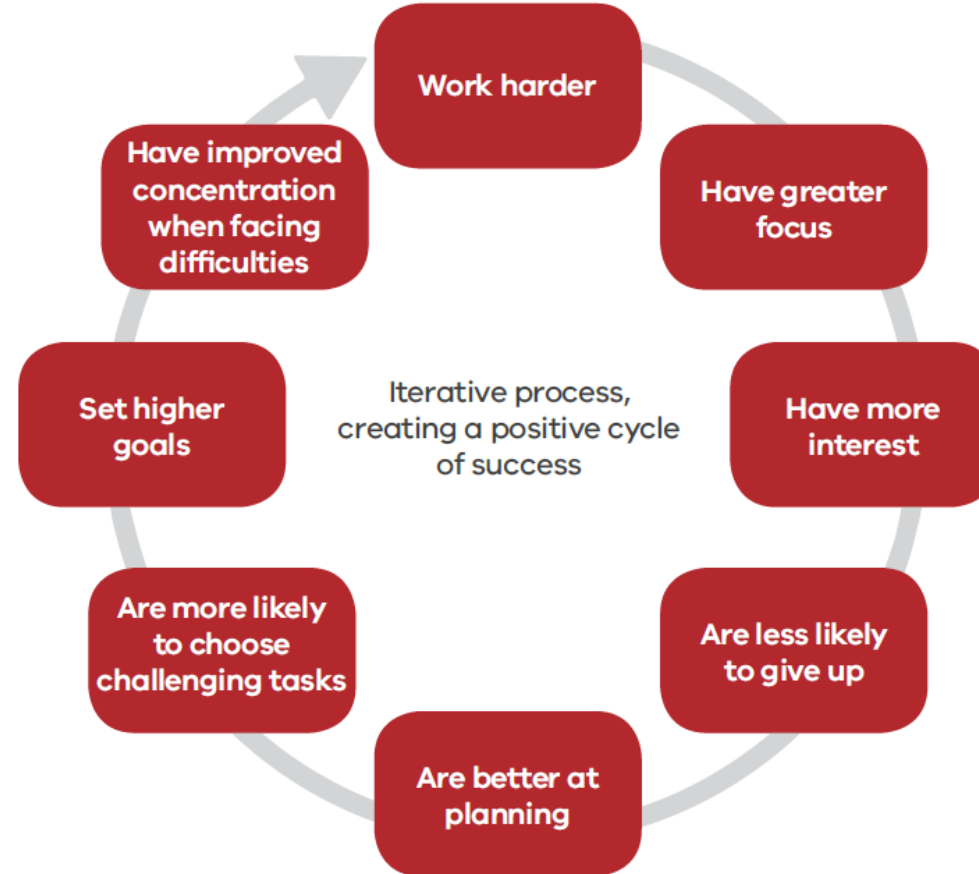 Work harder
Have greater
focus
Have more
interest
Are less likely
to give up
Are better at
planning
Are more likely
to choose
challenging tasks
Set higher
goals
Have improved
concentration
when facing
difficulties
Iterative process,
creating a positive cycle
of success